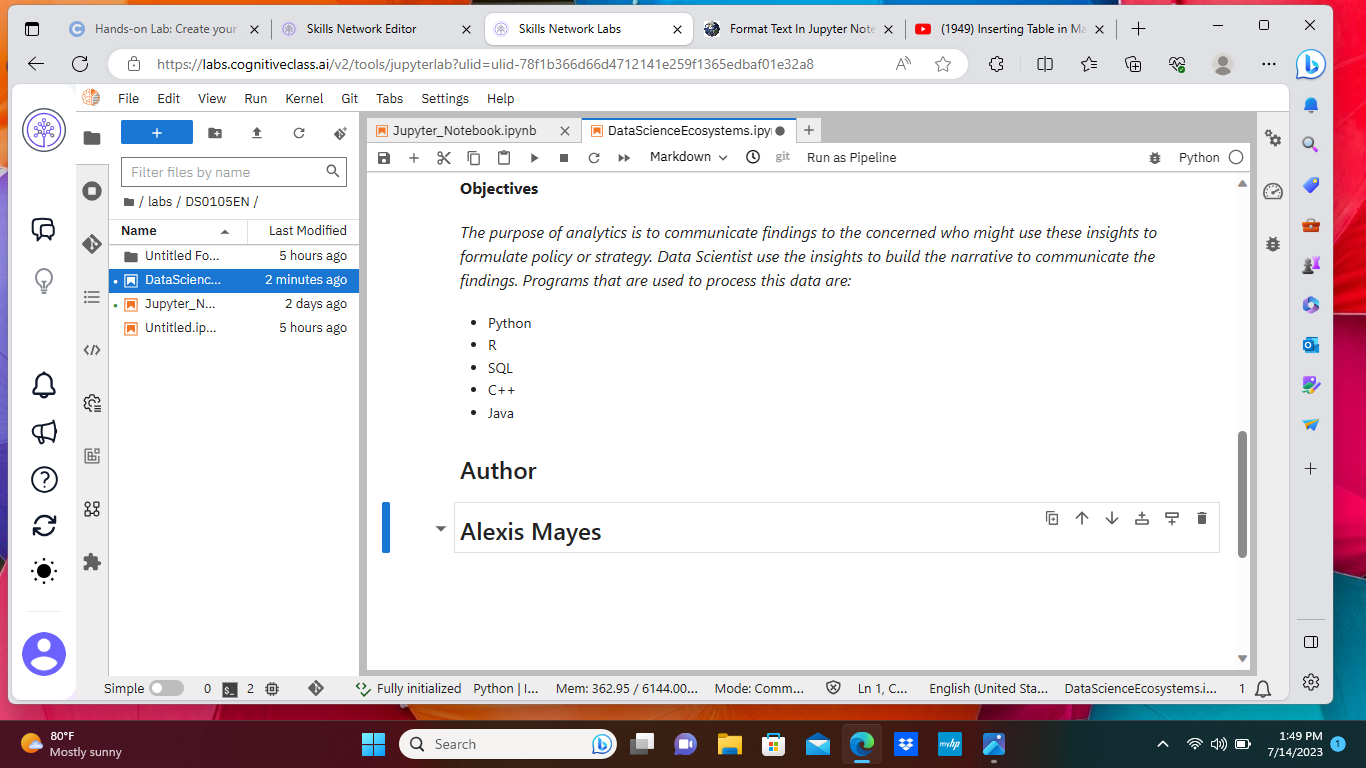 Hands-on Lab: Create your
Skills Network Editor
Skills Network Labs
Format Text In Jupyter Note
(1949) Inserting Table in Ma
https://labs.cognitiveclass.ai/v2/tools/jupyterlab?ulid=ulid-78f1b366d66d4712141e259f1365edbaf01e32a8
File Edit View Run Kernel Git Tabs Settings Help
Filter files by name
/ labs / DS0105EN /
Name Last Modified
Untitled Fo... 5 hours ago
DataScienc... 2 minutes ago
Jupyter_N... 2 days ago
Untitled.ip... 5 hours ago
Jupyter_Notebook.ipynb
DataScienceEcosystems.ipy
Markdown git Run as Pipeline Python
Objectives
The purpose of analytics is to communicate findings to the concerned who might use these insights to
formulate policy or strategy. Data Scientist use the insights to build the narrative to communicate the
findings. Programs that are used to process this data are:
Python
R
SQL
C++
Java
Author
Alexis Mayes
Simple 0 2 Fully initialized Python | I... Mem: 362.95 / 6144.00... Mode: Comm... Ln 1, C... English (United Sta... DataScienceEcosystems.i... 1
80°F
Mostly sunny
Search
myhp
1:49 PM
7/14/2023
1